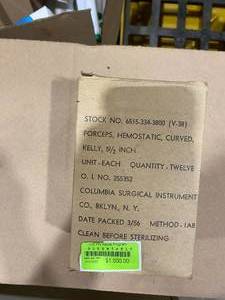 STOCK NO. 6515-334-3800 (V-38)
FORCEPS, HEMOSTATIC, CURVED,
KELLY, 5½ INCH
UNIT-EACH QUANTITY-TWELVE
O. I. NO. 255352
COLUMBIA SURGICAL INSTRUMENT
CO., BKLYN, N. Y.
DATE PACKED 3/56 METHOD-1AB
CLEAN BEFORE STERILIZING
$1,000.00